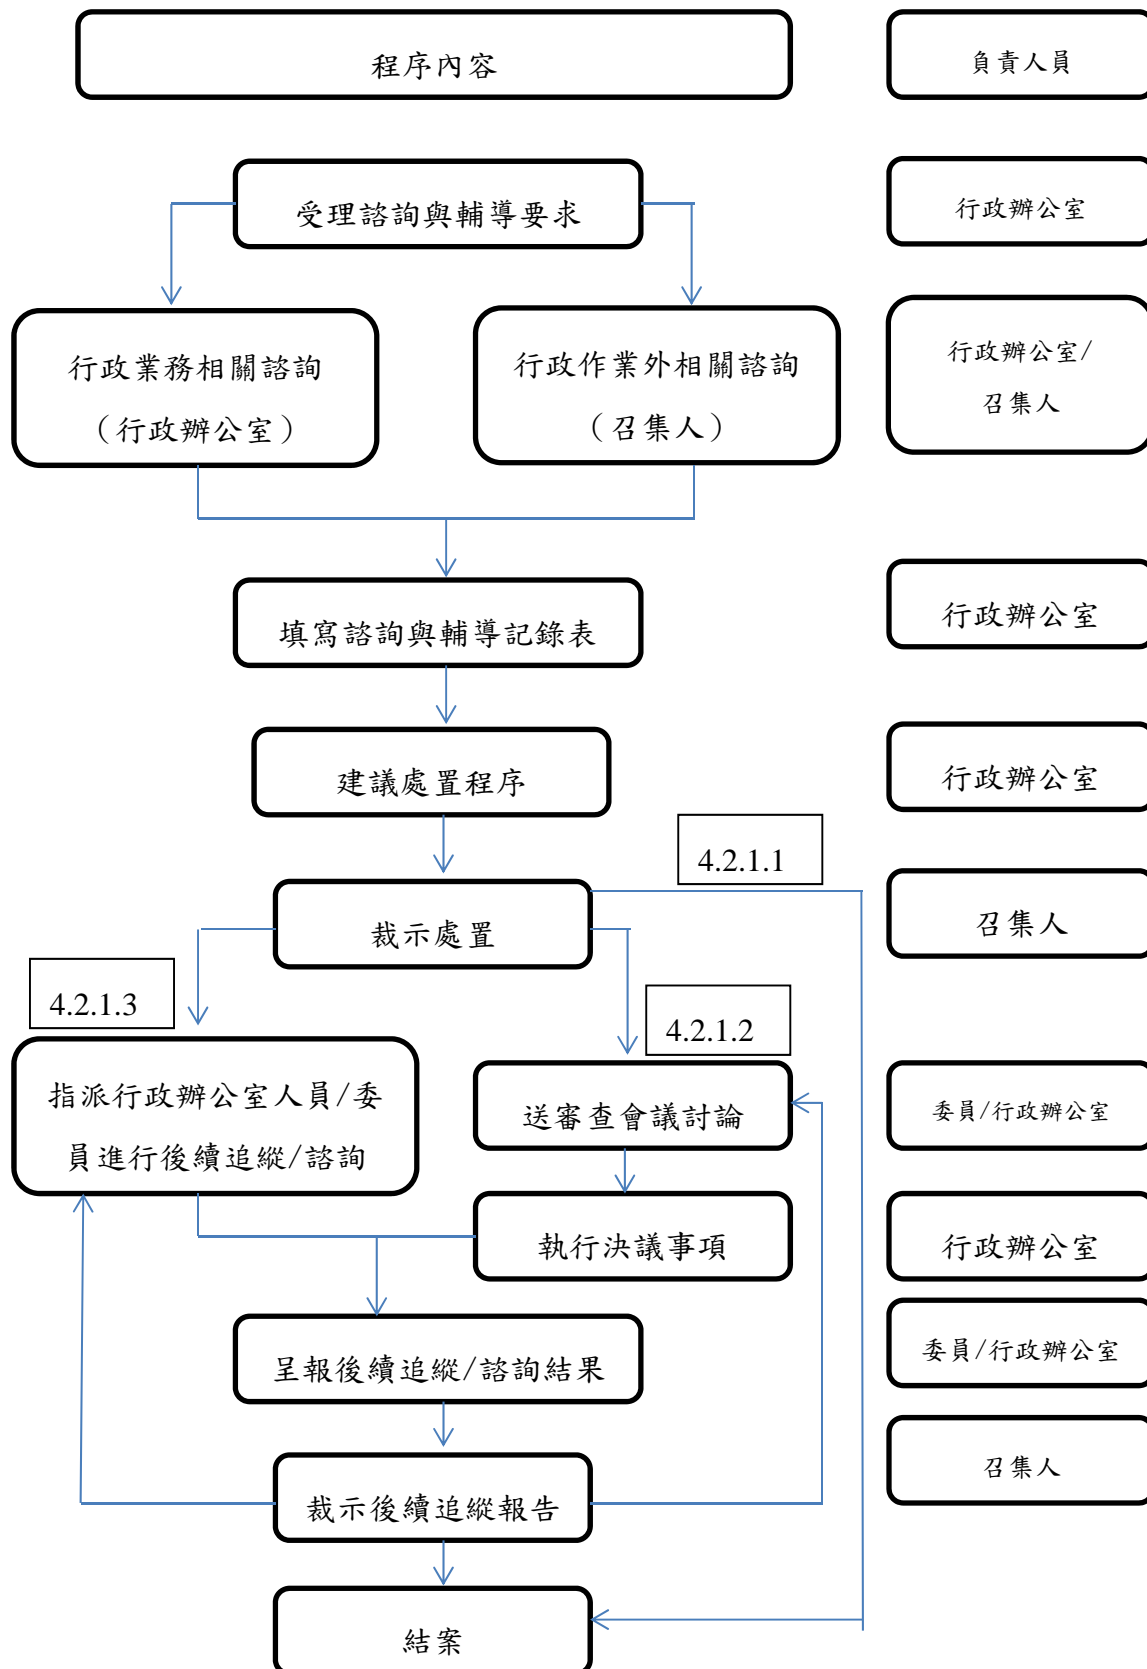 程序內容
負責人員
受理諮詢與輔導要求
行政辦公室
行政業務相關諮詢
（行政辦公室）
行政作業外相關諮詢
（召集人）
行政辦公室/
召集人
填寫諮詢與輔導記錄表
行政辦公室
建議處置程序
行政辦公室
4.2.1.1
裁示處置
召集人
4.2.1.3
4.2.1.2
指派行政辦公室人員/委
員進行後續追縱/諮詢
送審查會議討論
委員/行政辦公室
執行決議事項
行政辦公室
呈報後續追縱/諮詢結果
委員/行政辦公室
裁示後續追縱報告
召集人
結案